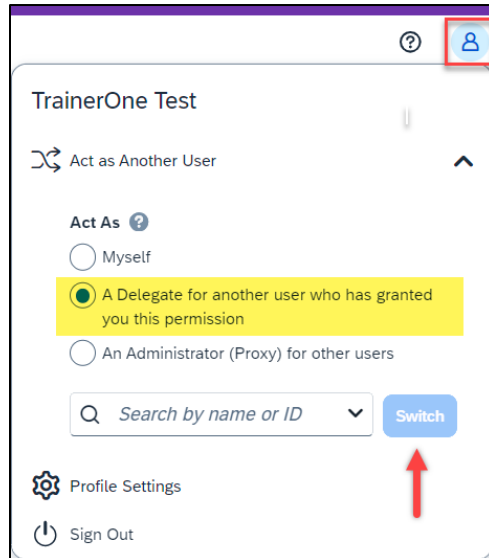 TrainerOne Test
Act as Another User
Act As ?
Myself
A Delegate for another user who has granted
you this permission
An Administrator (Proxy) for other users
Search by name or ID
Switch
Profile Settings
Sign Out